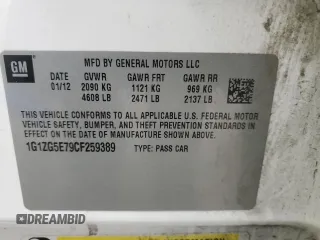 GM
MFD BY GENERAL MOTORS LLC
01/12 GVWR GAWR FRT GAWR RR
2090 KG 1121 KG 969 KG
4608 LB 2471 LB 2137 LB
THIS VEHICLE CONFORMS TO ALL APPLICABLE U.S. FEDERAL MOTOR
VEHICLE SAFETY, BUMPER, AND THEFT PREVENTION STANDARDS
IN EFFECT ON THE DATE OF MANUFACTURE SHOWN ABOVE.
1G1ZG5E79CF259389 TYPE: PASS CAR